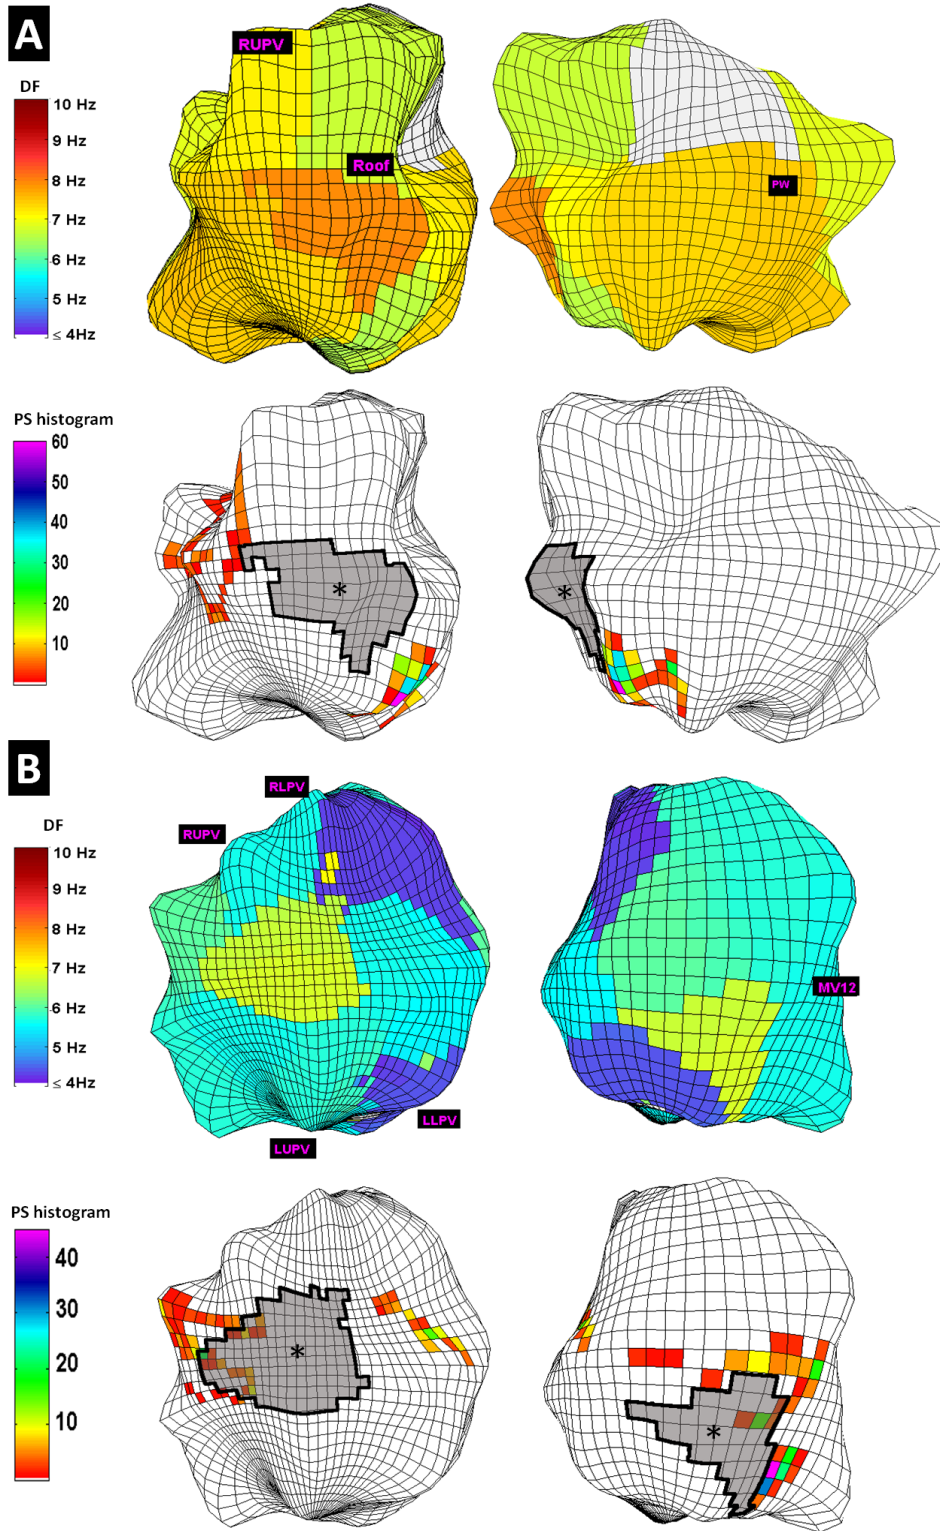 A
RUPV
DF
10 Hz
9 Hz
8 Hz
7 Hz
6 Hz
5 Hz
≤ 4Hz
Roof
PW
PS histogram
60
50
40
30
20
10
*
*
B
RLPV
RUPV
DF
10 Hz
9 Hz
8 Hz
7 Hz
6 Hz
5 Hz
≤ 4Hz
MV12
LLPV
LUPV
PS histogram
40
30
20
10
*
*